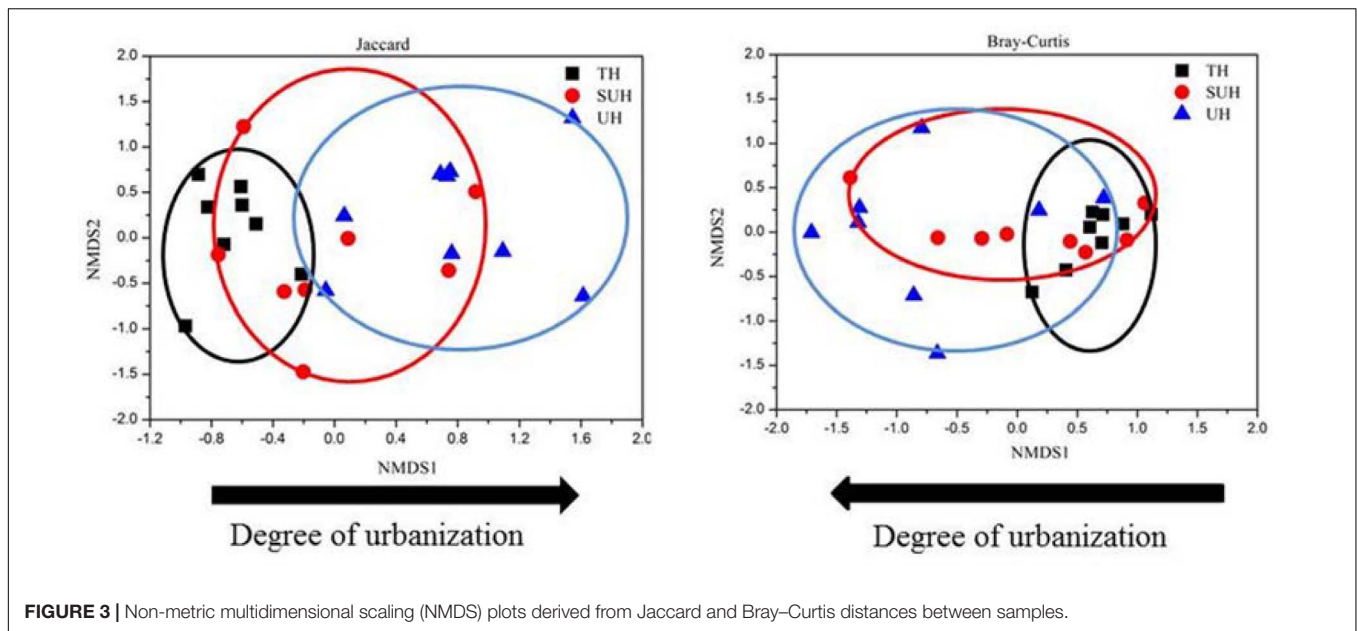 Jaccard
2.0
1.5
1.0
0.5
0.0
-0.5
-1.0
-1.5
-2.0
NMDS2
TH
SUH
UH
-1.2 -0.8 -0.4 0.0 0.4 0.8 1.2 1.6 2.0
NMDS1
Degree of urbanization
Bray-Curtis
2.0
1.5
1.0
0.5
0.0
-0.5
-1.0
-1.5
-2.0
NMDS2
TH
SUH
UH
-2.0 -1.5 -1.0 -0.5 0.0 0.5 1.0 1.5 2.0
NMDS1
Degree of urbanization
FIGURE 3 | Non-metric multidimensional scaling (NMDS) plots derived from Jaccard and Bray–Curtis distances between samples.